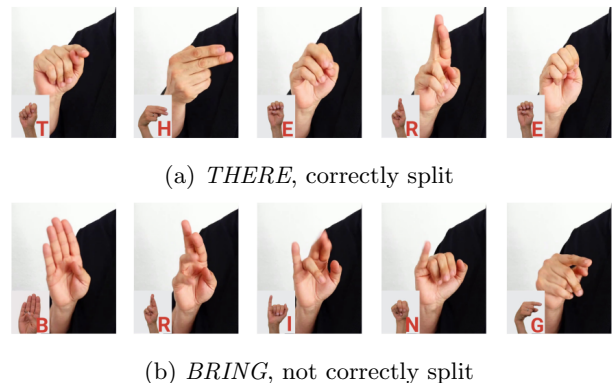 T H E R E
(a) THERE, correctly split
B R I N G
(b) BRING, not correctly split